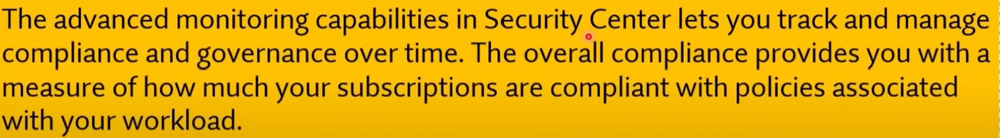 The advanced monitoring capabilities in Security Center lets you track and manage
compliance and governance over time. The overall compliance provides you with a
measure of how much your subscriptions are compliant with policies associated
with your workload.